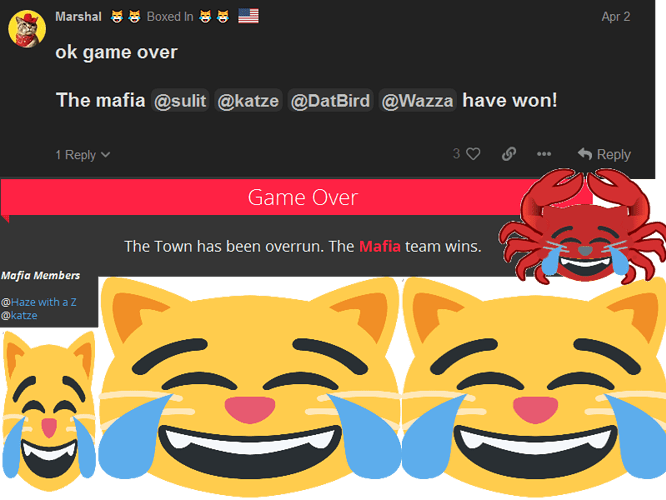 Marshal Boxed In Apr 2
ok game over
The mafia @sulit @katze @DatBird @Wazza have won!
1 Reply 3 Reply
Game Over
The Town has been overrun. The Mafia team wins.
Mafia Members
@Haze with a Z
@katze